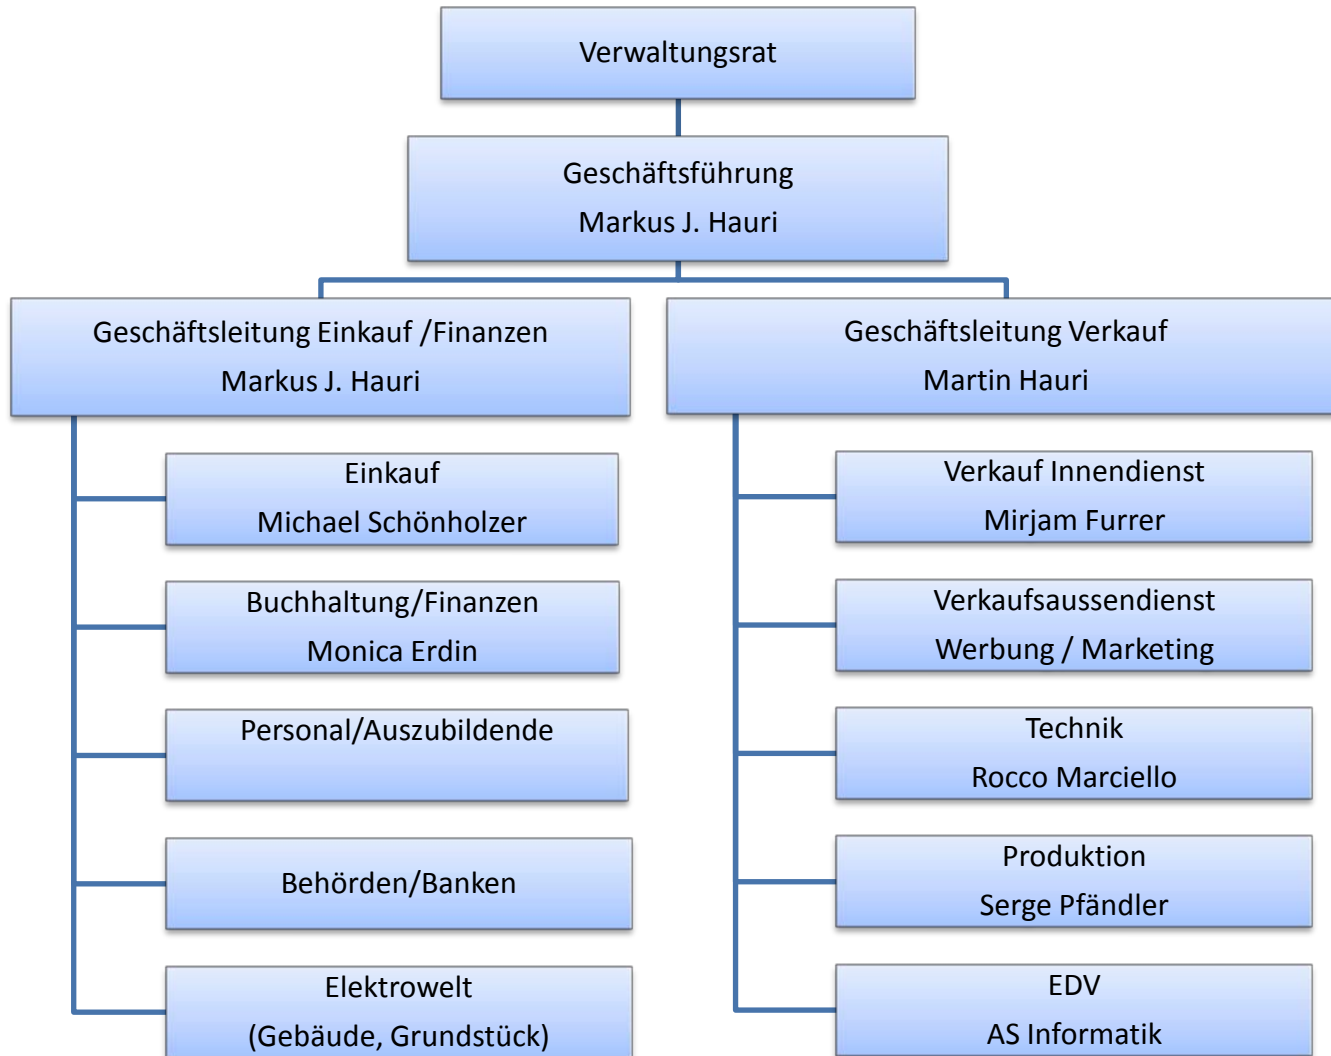 Verwaltungsrat
Geschäftsführung
Markus J. Hauri
Geschäftsleitung Einkauf /Finanzen
Markus J. Hauri
Einkauf
Michael Schönholzer
Buchhaltung/Finanzen
Monica Erdin
Personal/Auszubildende
Behörden/Banken
Elektrowelt
(Gebäude, Grundstück)
Geschäftsleitung Verkauf
Martin Hauri
Verkauf Innendienst
Mirjam Furrer
Verkaufsaussendienst
Werbung / Marketing
Technik
Rocco Marciello
Produktion
Serge Pfändler
EDV
AS Informatik